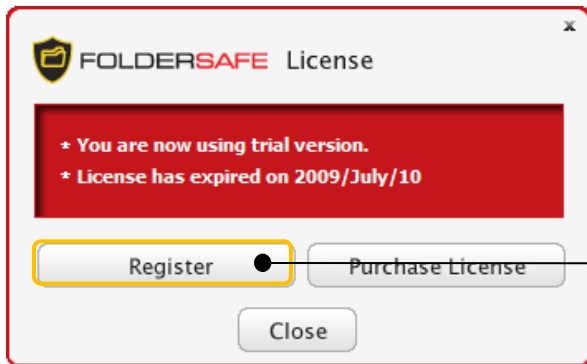 x
FOLDERSAFE License
* You are now using trial version.
* License has expired on 2009/July/10
Register Purchase License
Close